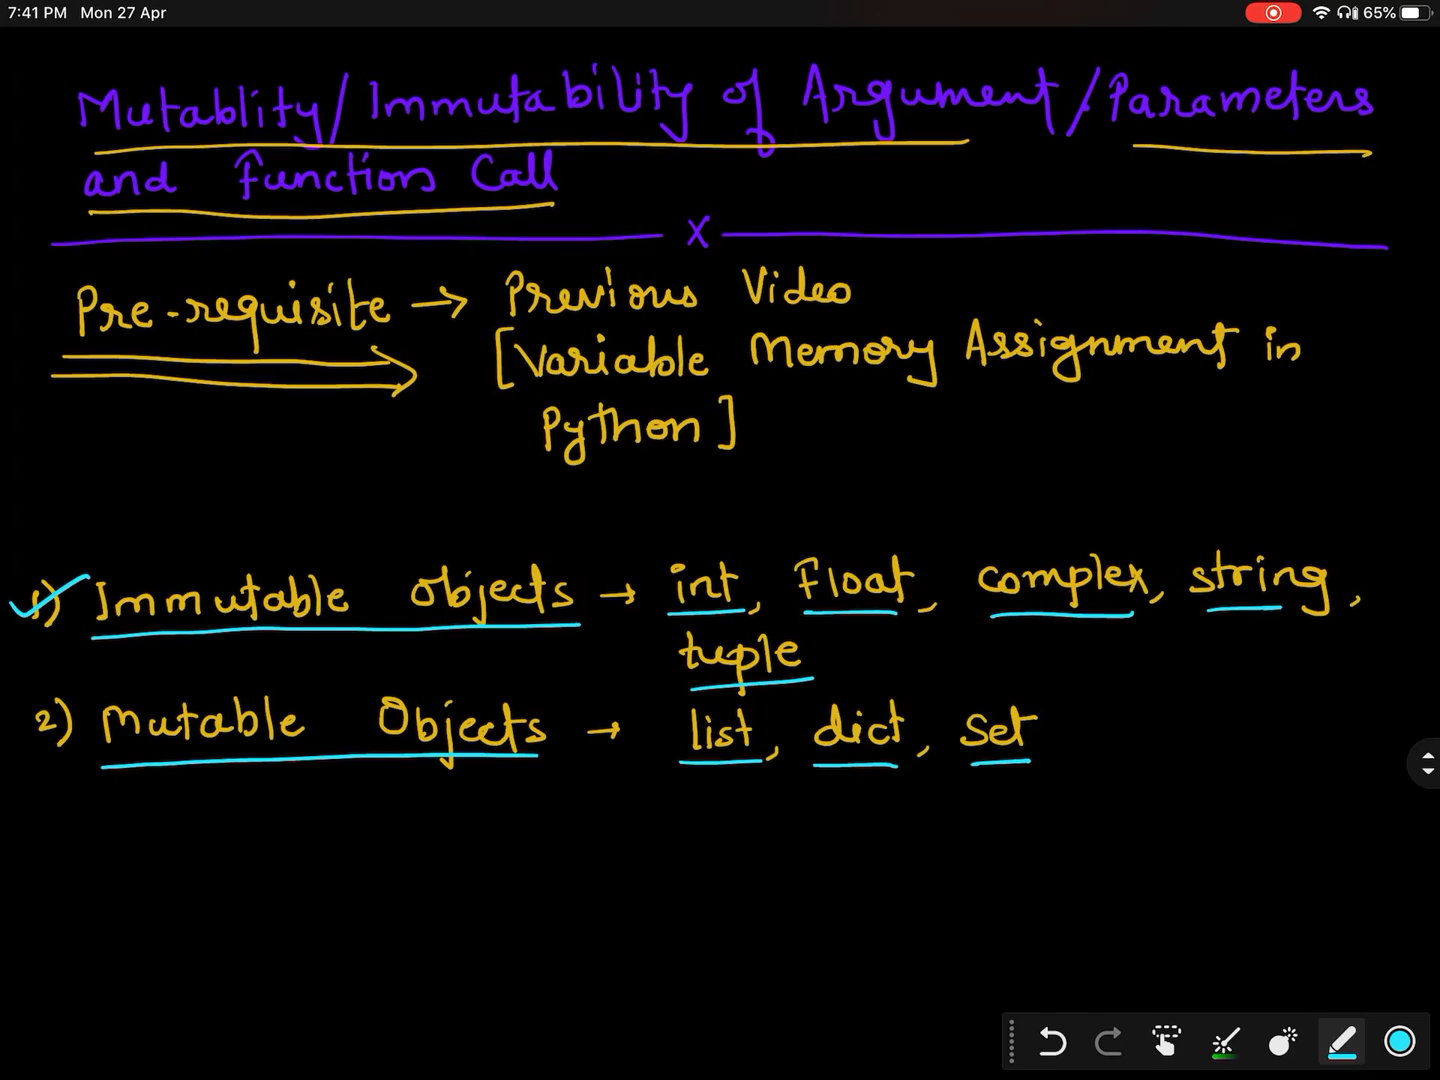 7:41 PM Mon 27 Apr 65%
Mutablity/Immutability of Argument/Parameters
and Function Call
x
Pre-requisite → Previous Video
[Variable Memory Assignment in
Python]
1) Immutable Objects → int, Float, complex, string,
tuple
2) Mutable Objects → list, dict, set